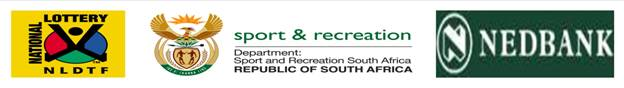 LOTTERY
NATIONAL
NLDTF
sport & recreation
Department:
Sport and Recreation South Africa
REPUBLIC OF SOUTH AFRICA
NEDBANK